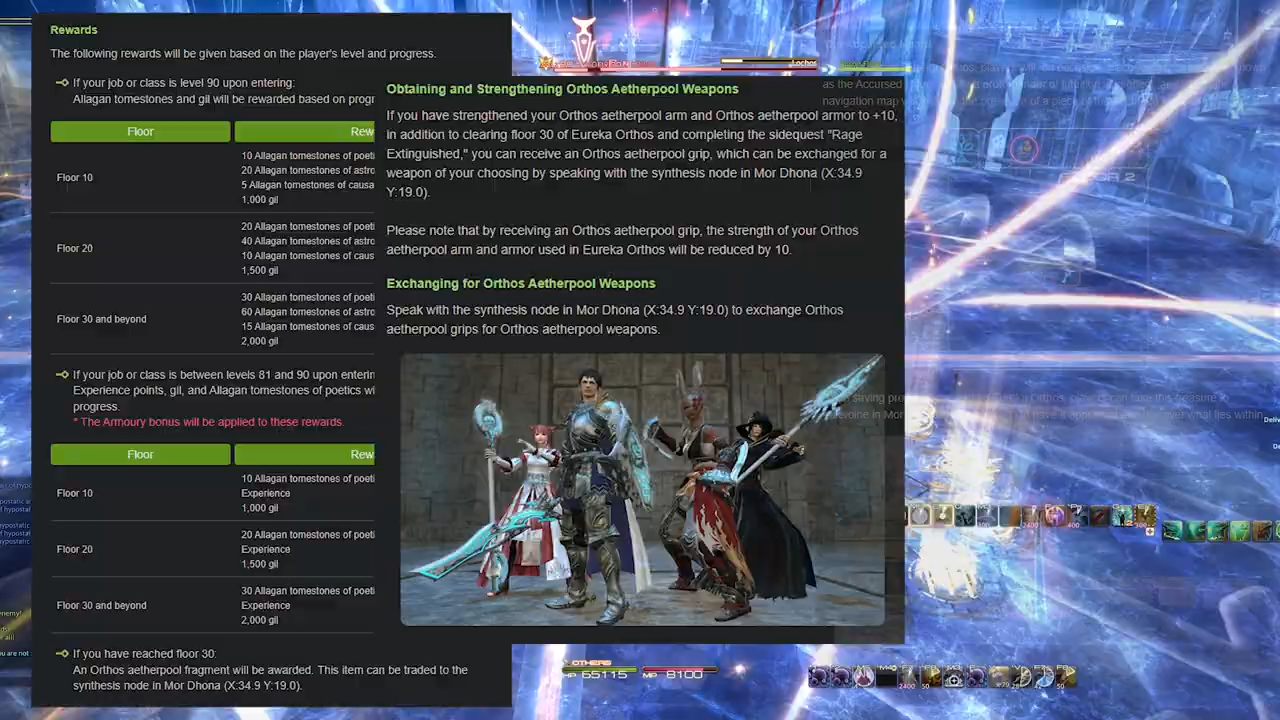 Rewards
The following rewards will be given based on the player's level and progress.
If your job or class is level 90 upon entering:
Allagan tomestones and gil will be rewarded based on progr
Floor
Rew
Floor 10
10 Allagan tomestones of poeti
20 Allagan tomestones of astro
5 Allagan tomestones of causa
1,000 gil
Floor 20
20 Allagan tomestones of poeti
40 Allagan tomestones of astro
10 Allagan tomestones of caus
1,500 gil
Floor 30 and beyond
30 Allagan tomestones of poeti
60 Allagan tomestones of astro
15 Allagan tomestones of caus
2,000 gil
If your job or class is between levels 81 and 90 upon enterin
Experience points, gil, and Allagan tomestones of poetics wi
progress.
* The Armoury bonus will be applied to these rewards.
Floor
Rew
Floor 10
10 Allagan tomestones of poeti
Experience
1,000 gil
Floor 20
20 Allagan tomestones of poeti
Experience
1,500 gil
Floor 30 and beyond
30 Allagan tomestones of poeti
Experience
2,000 gil
If you have reached floor 30:
An Orthos aetherpool fragment will be awarded. This item can be traded to the
synthesis node in Mor Dhona (X:34.9 Y:19.0).
Obtaining and Strengthening Orthos Aetherpool Weapons
If you have strengthened your Orthos aetherpool arm and Orthos aetherpool armor to +10,
in addition to clearing floor 30 of Eureka Orthos and completing the sidequest "Rage
Extinguished," you can receive an Orthos aetherpool grip, which can be exchanged for a
weapon of your choosing by speaking with the synthesis node in Mor Dhona (X:34.9
Y:19.0).
Please note that by receiving an Orthos aetherpool grip, the strength of your Orthos
aetherpool arm and armor used in Eureka Orthos will be reduced by 10.
Exchanging for Orthos Aetherpool Weapons
Speak with the synthesis node in Mor Dhona (X:34.9 Y:19.0) to exchange Orthos
aetherpool grips for Orthos aetherpool weapons.
Lochos
as the Accursed
navigation map
OTHERS
HP 65115 MP 8100